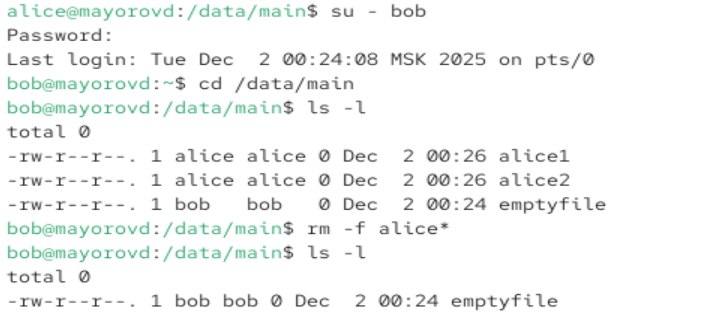 alice@mayorovd:/data/main$ su - bob
Password:
Last login: Tue Dec  2 00:24:08 MSK 2025 on pts/0
bob@mayorovd:~$ cd /data/main
bob@mayorovd:/data/main$ ls -l
total 0
-rw-r--r--. 1 alice alice 0 Dec  2 00:26 alice1
-rw-r--r--. 1 alice alice 0 Dec  2 00:26 alice2
-rw-r--r--. 1 bob   bob   0 Dec  2 00:24 emptyfile
bob@mayorovd:/data/main$ rm -f alice*
bob@mayorovd:/data/main$ ls -l
total 0
-rw-r--r--. 1 bob bob 0 Dec  2 00:24 emptyfile